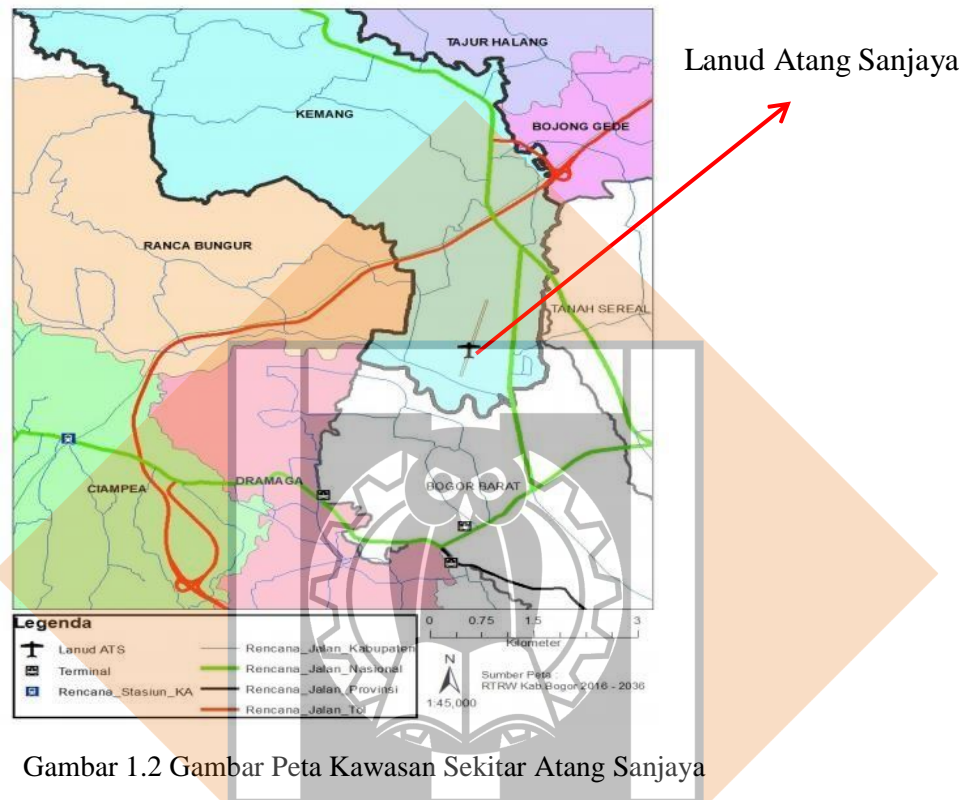 TAJUR HALANG
Lanud Atang Sanjaya
KEMANG
BOJONG GEDE
RANCA BUNGUR
TANAH SEREAL
CIAMPEA
DRAMAGA
BOGOR BARAT
Legenda
Lanud ATS
Terminal
Rencana_Stasiun_KA
Rencana_Jalan_Kabupaten
Rencana_Jalan_Nasional
Rencana_Jalan_Provinsi
Rencana_Jalan_Tol
0 0.75 1.5 3
Kilometer
N
1:45,000
Sumber Peta :
RTRW Kab.Bogor 2016 - 2036
Gambar 1.2 Gambar Peta Kawasan Sekitar Atang Sanjaya